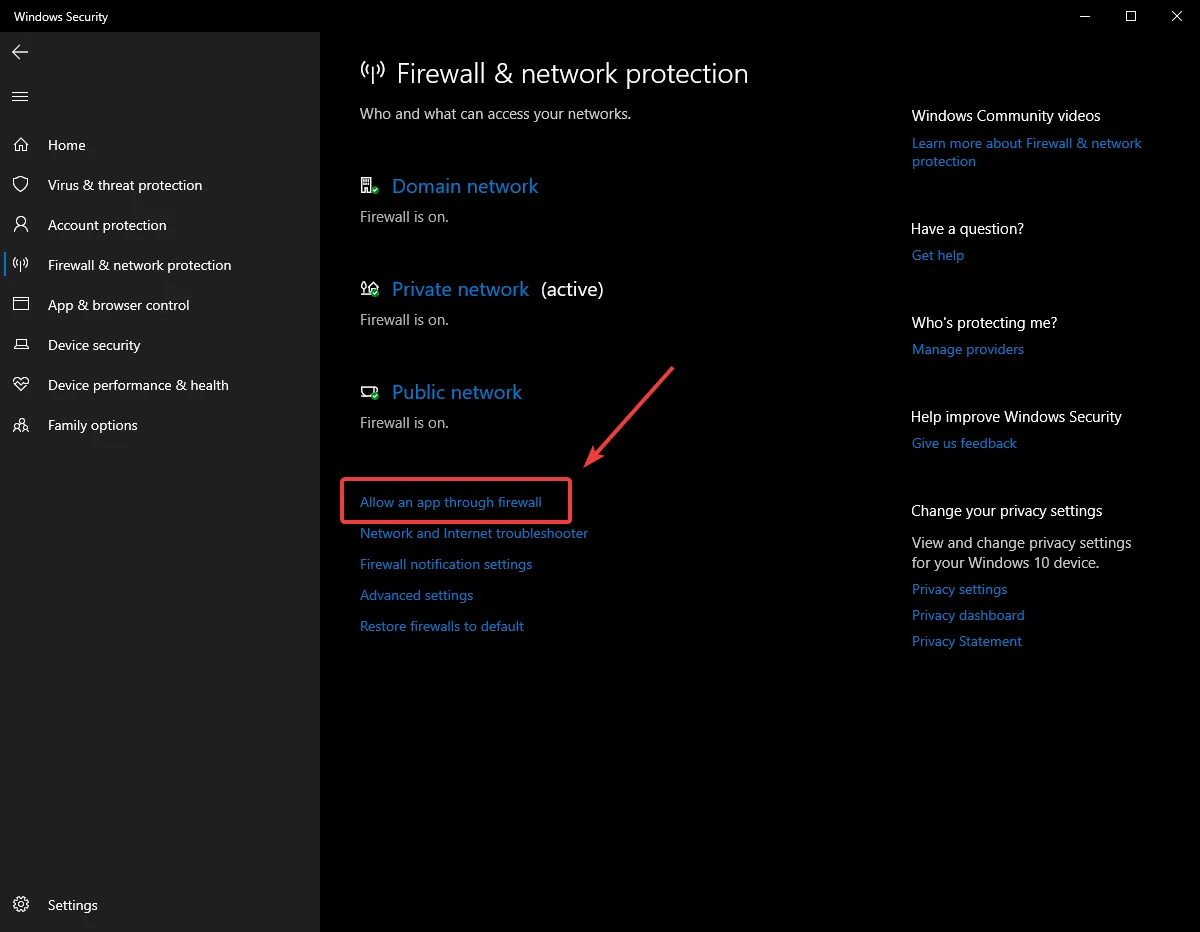 Windows Security
Home
Virus & threat protection
Account protection
Firewall & network protection
App & browser control
Device security
Device performance & health
Family options
Settings
Firewall & network protection
Who and what can access your networks.
Domain network
Firewall is on.
Private network (active)
Firewall is on.
Public network
Firewall is on.
Allow an app through firewall
Network and Internet troubleshooter
Firewall notification settings
Advanced settings
Restore firewalls to default
Windows Community videos
Learn more about Firewall & network
protection
Have a question?
Get help
Who's protecting me?
Manage providers
Help improve Windows Security
Give us feedback
Change your privacy settings
View and change privacy settings
for your Windows 10 device.
Privacy settings
Privacy dashboard
Privacy Statement